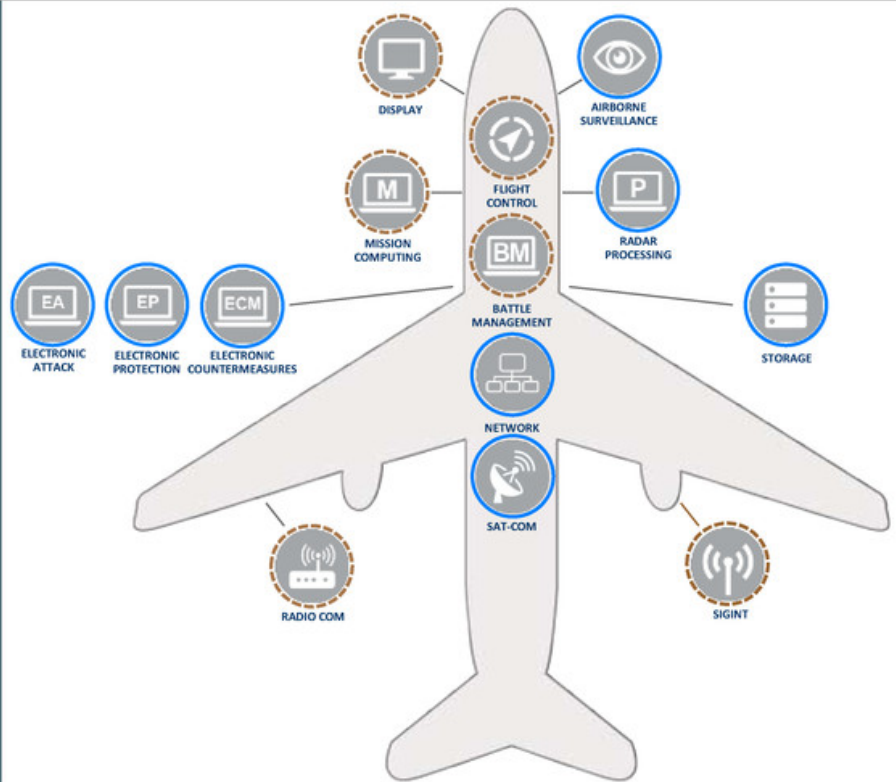 DISPLAY
AIRBORNE
SURVEILLANCE
FLIGHT
CONTROL
M
MISSION
COMPUTING
P
RADAR
PROCESSING
BM
BATTLE
MANAGEMENT
EA
ELECTRONIC
ATTACK
EP
ELECTRONIC
PROTECTION
ECM
ELECTRONIC
COUNTERMEASURES
STORAGE
NETWORK
SAT-COM
RADIO COM
SIGINT